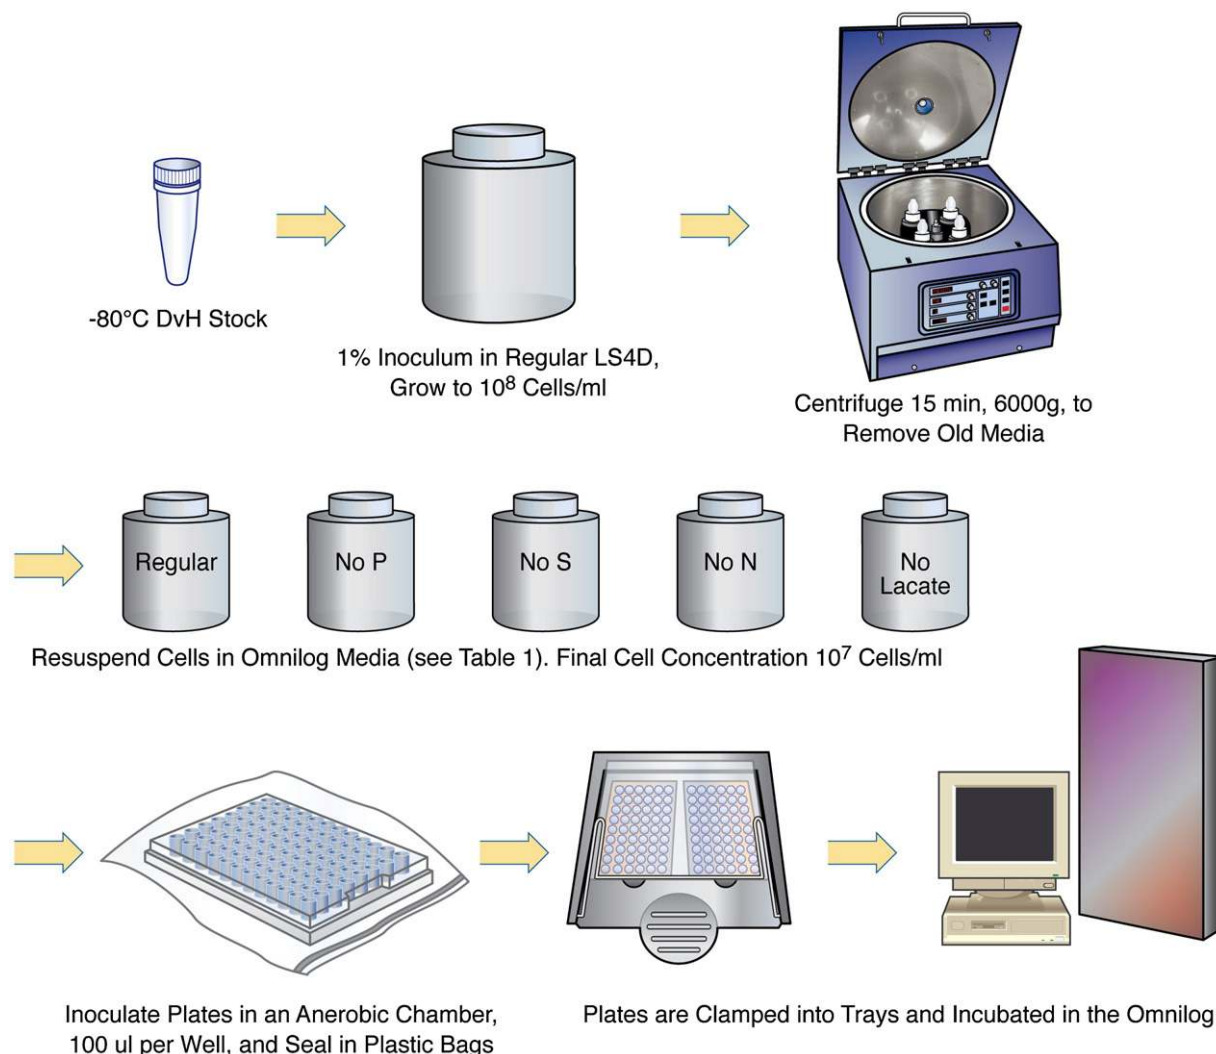 -80°C DvH Stock
1% Inoculum in Regular LS4D,
Grow to 10⁸ Cells/ml
Centrifuge 15 min, 6000g, to
Remove Old Media
Regular
No P
No S
No N
No
Lacate
Resuspend Cells in Omnilog Media (see Table 1). Final Cell Concentration 10⁷ Cells/ml
Inoculate Plates in an Anerobic Chamber,
100 ul per Well, and Seal in Plastic Bags
Plates are Clamped into Trays and Incubated in the Omnilog